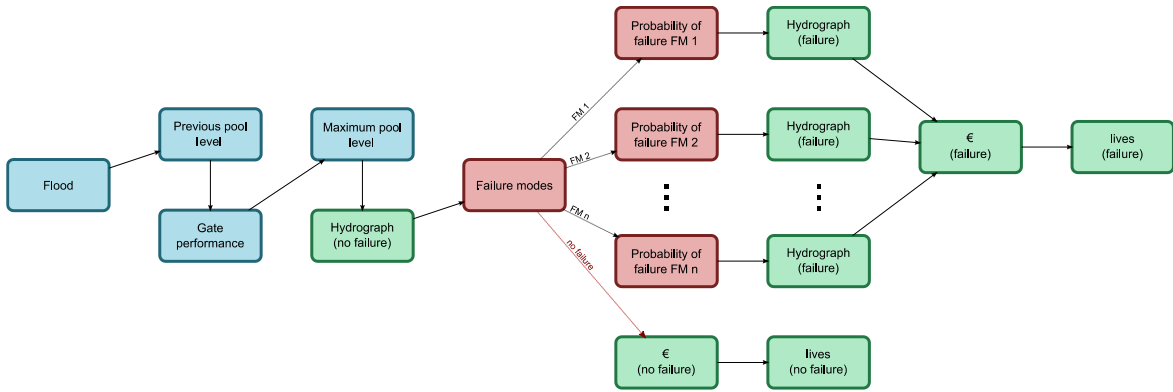 Flood
Previous pool
level
Gate
performance
Maximum pool
level
Hydrograph
(no failure)
Failure modes
FM 1
FM 2
FM n
no failure
Probability of
failure FM 1
Hydrograph
(failure)
Probability of
failure FM 2
Hydrograph
(failure)
Probability of
failure FM n
Hydrograph
(failure)
€
(failure)
lives
(failure)
€
(no failure)
lives
(no failure)